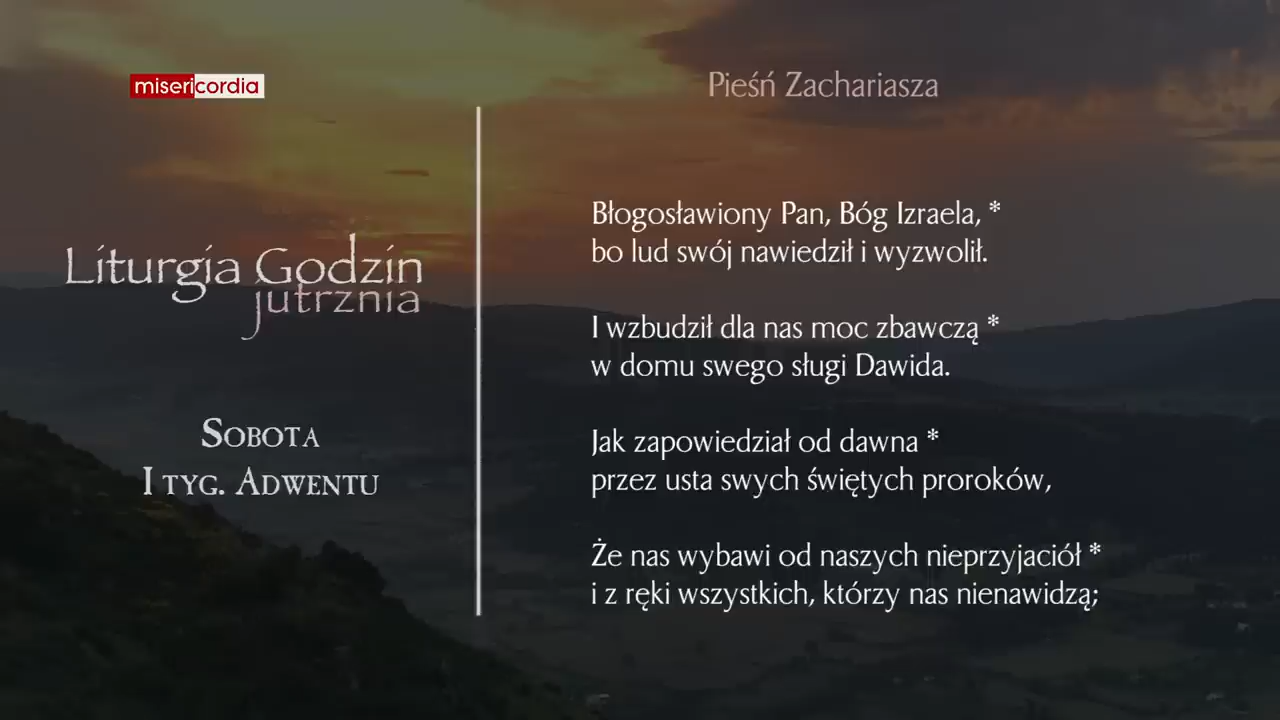 misericordia
Liturgia Godzin
jutrznia
Sobota
I tyg. Adwentu
Pieśń Zachariasza
Błogosławiony Pan, Bóg Izraela, *
bo lud swój nawiedził i wyzwolił.
I wzbudził dla nas moc zbawczą *
w domu swego sługi Dawida.
Jak zapowiedział od dawna *
przez usta swych świętych proroków,
Że nas wybawi od naszych nieprzyjaciół *
i z ręki wszystkich, którzy nas nienawidzą;